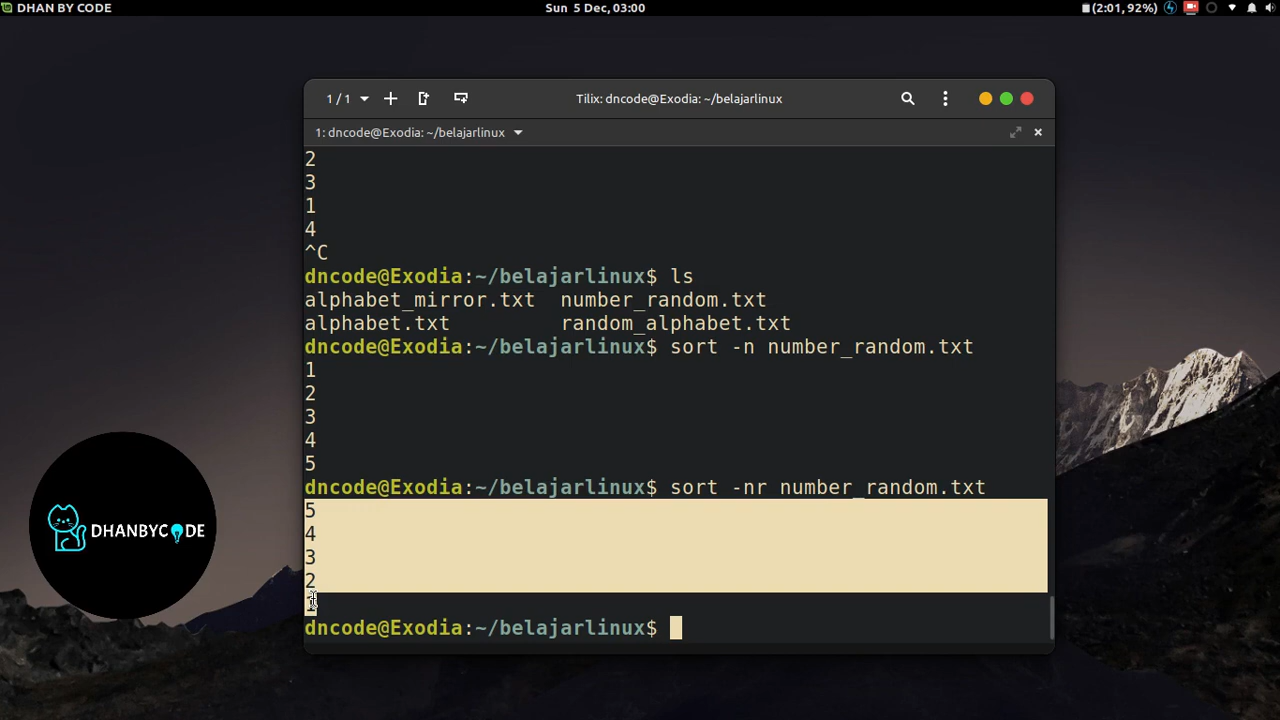 DHAN BY CODE
Sun 5 Dec, 03:00
(2:01, 92%)
1 / 1
Tilix: dncode@Exodia: ~/belajarlinux
1: dncode@Exodia: ~/belajarlinux
2
3
1
4
^C
dncode@Exodia:~/belajarlinux$ ls
alphabet_mirror.txt number_random.txt
alphabet.txt random_alphabet.txt
dncode@Exodia:~/belajarlinux$ sort -n number_random.txt
1
2
3
4
5
dncode@Exodia:~/belajarlinux$ sort -nr number_random.txt
5
4
3
2
dncode@Exodia:~/belajarlinux$
DHANBYCODE